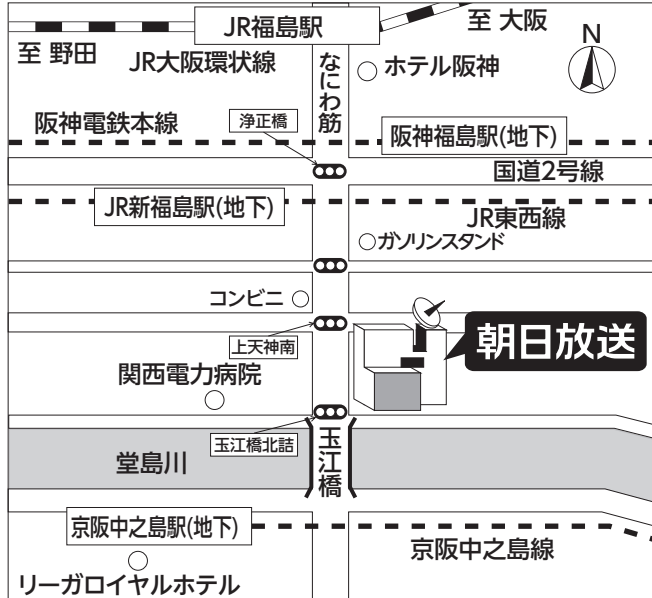 JR福島駅
至 大阪
至 野田
JR大阪環状線
なにわ筋
ホテル阪神
N
阪神電鉄本線
浄正橋
阪神福島駅(地下)
国道2号線
JR新福島駅(地下)
JR東西線
ガソリンスタンド
コンビニ
上天神南
朝日放送
関西電力病院
玉江橋北詰
玉江橋
堂島川
京阪中之島駅(地下)
京阪中之島線
リーガロイヤルホテル